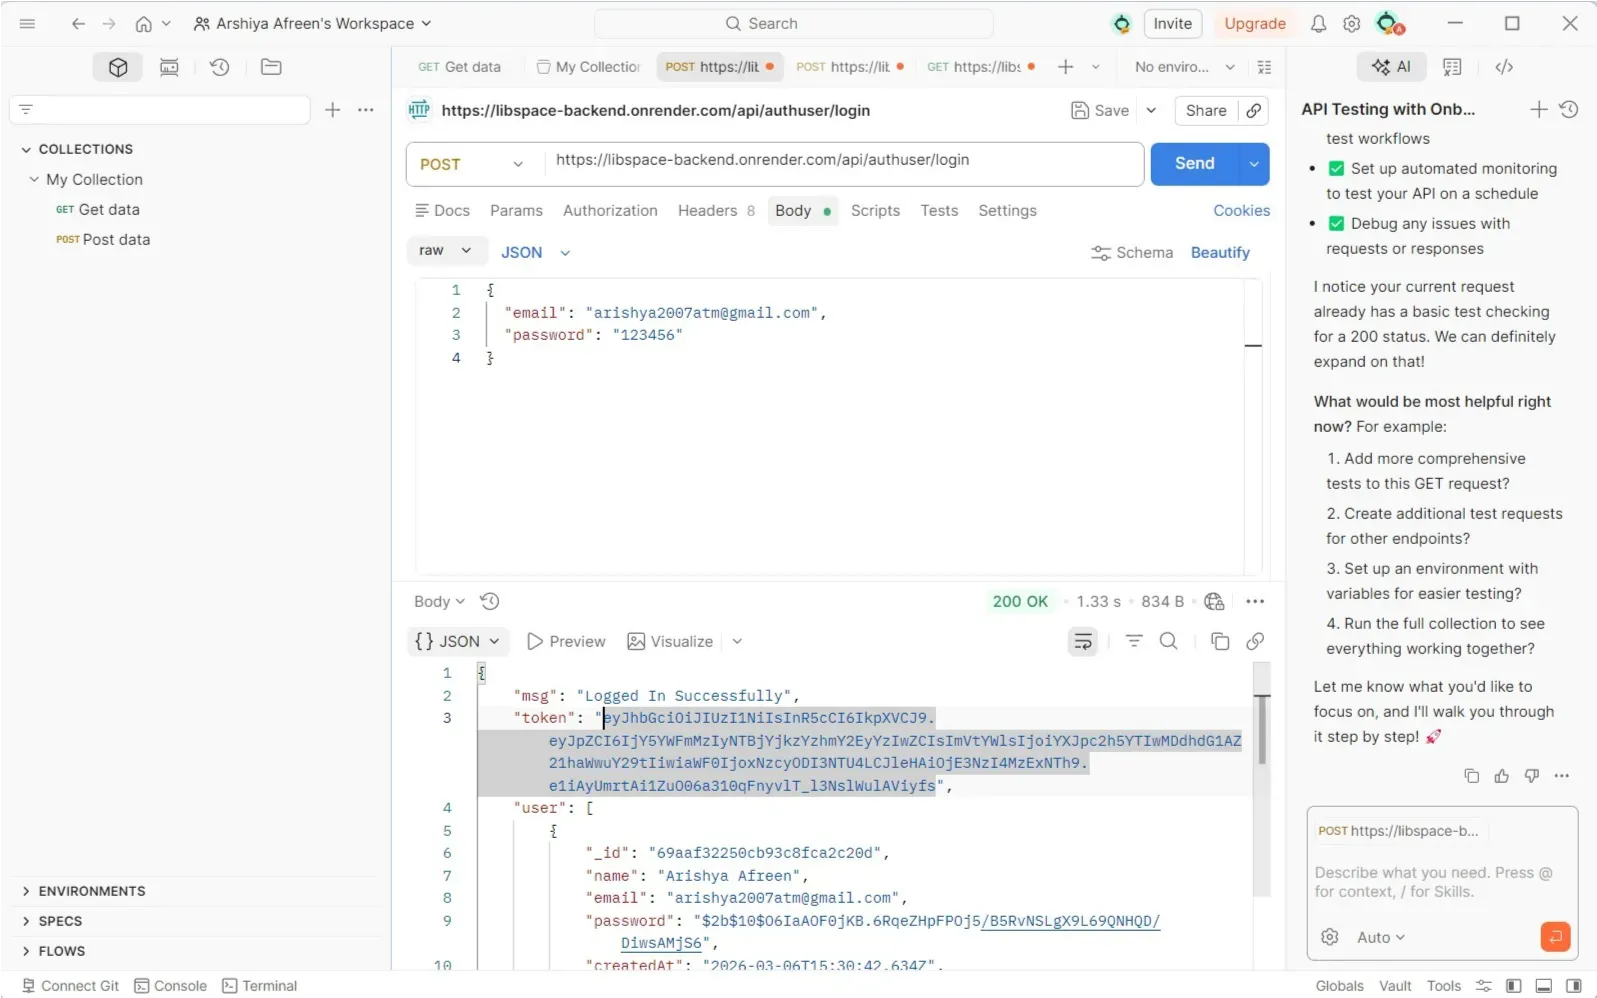 Arshiya Afreen's Workspace
Search
Invite
Upgrade
GET Get data
My Collection
POST https://lit
POST https://lit
GET https://libs
No enviro...
AI
https://libspace-backend.onrender.com/api/authuser/login
Save
Share
POST
https://libspace-backend.onrender.com/api/authuser/login
Send
Docs Params Authorization Headers 8 Body Scripts Tests Settings
Cookies
raw
JSON
Schema
Beautify
1 {
2 "email": "arishya2007atm@gmail.com",
3 "password": "123456"
4 }
COLLECTIONS
My Collection
GET Get data
POST Post data
ENVIRONMENTS
SPECS
FLOWS
Body
200 OK • 1.33 s • 834 B
{} JSON
Preview
Visualize
1 {
2 "msg": "Logged In Successfully",
3 "token": "eyJhbGciOiJIUzI1NiIsInR5cCI6IkpXVCJ9.
eyJpZCI6IjY5YWFmMzIyNTBjYjkzYzhmY2EyYzIwZCIsImVtYWlsIjoiYXJpc2h5YTIwMDdhdG1AZ
21haWwuY29tIiwiaWF0IjoxNzcyODI3NTU4LCJleHAiOjE3NzI4MzExNTh9.
e1iAyUmrtAi1ZuO06a310qFnyvlT_l3NslWulAViyfs",
4 "user": [
5 {
6 "_id": "69aaf32250cb93c8fca2c20d",
7 "name": "Arishya Afreen",
8 "email": "arishya2007atm@gmail.com",
9 "password": "$2b$10$O6IaAOF0jKB.6RqeZHpFPOj5/B5RvNSLgX9L69QNHQD/
DiwsAMjS6",
10 "createdAt": "2026-03-06T15:30:42.634Z",
API Testing with Onb...
test workflows
• ✅ Set up automated monitoring
to test your API on a schedule
• ✅ Debug any issues with
requests or responses
I notice your current request
already has a basic test checking
for a 200 status. We can definitely
expand on that!
What would be most helpful right
now? For example:
1. Add more comprehensive
tests to this GET request?
2. Create additional test requests
for other endpoints?
3. Set up an environment with
variables for easier testing?
4. Run the full collection to see
everything working together?
Let me know what you'd like to
focus on, and I'll walk you through
it step by step! 🚀
POST https://libspace-b...
Describe what you need. Press @
for context, / for Skills.
Auto
Connect Git
Console
Terminal
Globals
Vault
Tools